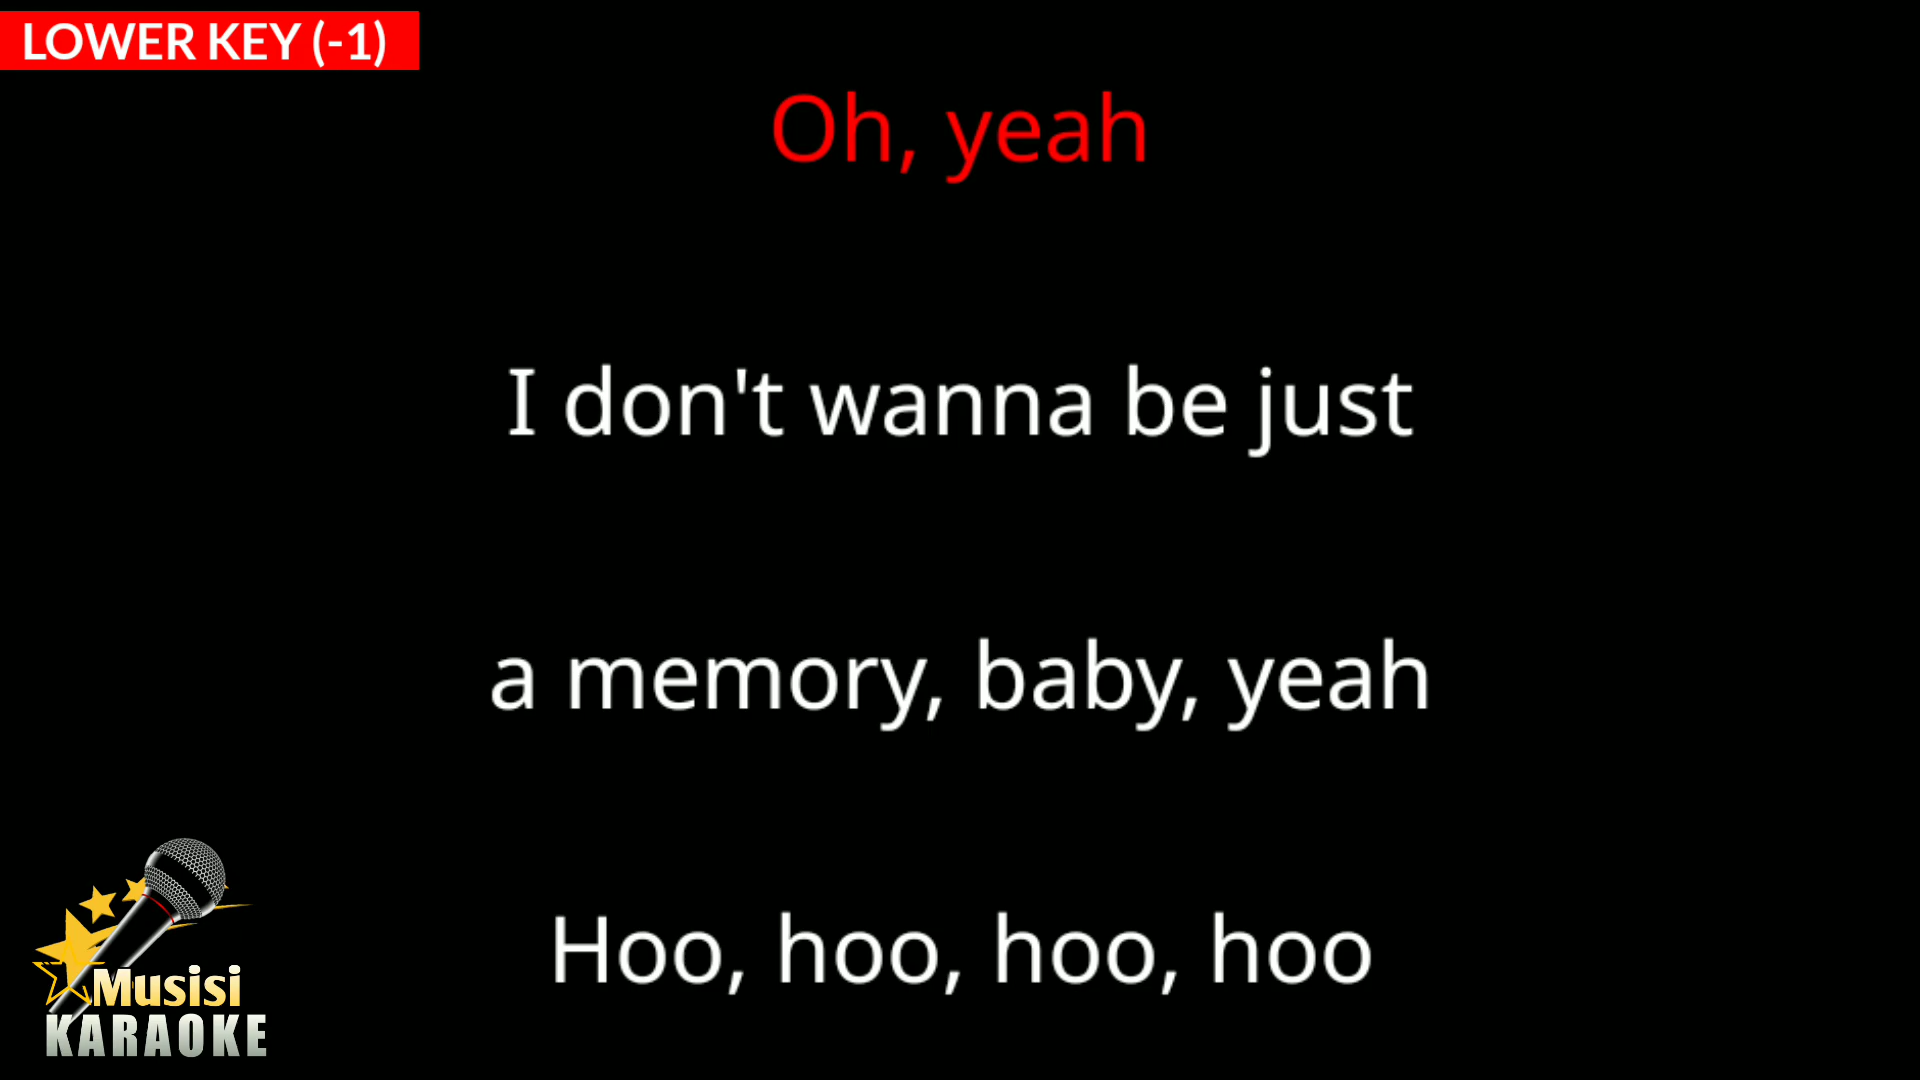 LOWER KEY (-1)
Oh, yeah
I don't wanna be just
a memory, baby, yeah
Hoo, hoo, hoo, hoo
Musisi
KARAOKE